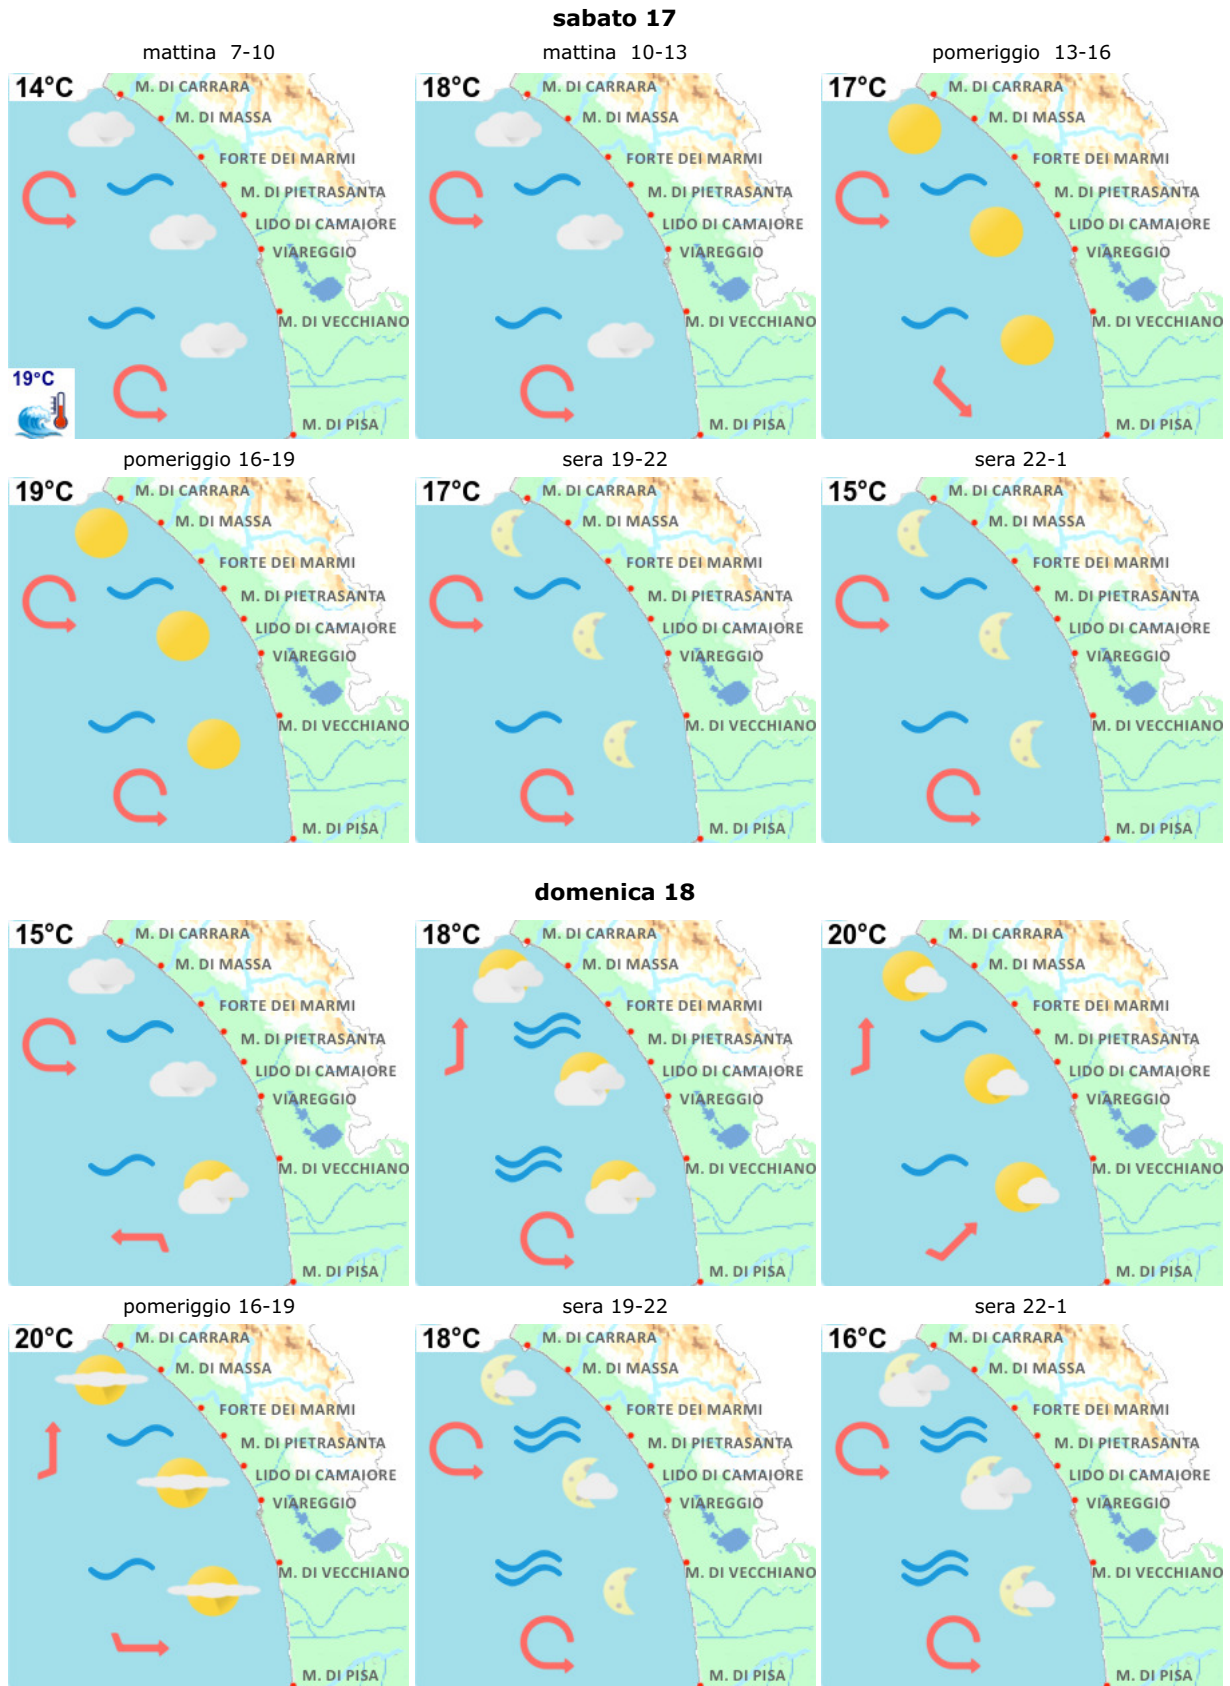 sabato 17
mattina 7-10
mattina 10-13
pomeriggio 13-16
14°C
M. DI CARRARA
M. DI MASSA
FORTE DEI MARMI
M. DI PIETRASANTA
LIDO DI CAMAIORE
VIAREGGIO
M. DI VECCHIANO
19°C
M. DI PISA
18°C
M. DI CARRARA
M. DI MASSA
FORTE DEI MARMI
M. DI PIETRASANTA
LIDO DI CAMAIORE
VIAREGGIO
M. DI VECCHIANO
M. DI PISA
17°C
M. DI CARRARA
M. DI MASSA
FORTE DEI MARMI
M. DI PIETRASANTA
LIDO DI CAMAIORE
VIAREGGIO
M. DI VECCHIANO
M. DI PISA
pomeriggio 16-19
sera 19-22
sera 22-1
19°C
M. DI CARRARA
M. DI MASSA
FORTE DEI MARMI
M. DI PIETRASANTA
LIDO DI CAMAIORE
VIAREGGIO
M. DI VECCHIANO
M. DI PISA
17°C
M. DI CARRARA
M. DI MASSA
FORTE DEI MARMI
M. DI PIETRASANTA
LIDO DI CAMAIORE
VIAREGGIO
M. DI VECCHIANO
M. DI PISA
15°C
M. DI CARRARA
M. DI MASSA
FORTE DEI MARMI
M. DI PIETRASANTA
LIDO DI CAMAIORE
VIAREGGIO
M. DI VECCHIANO
M. DI PISA
domenica 18
15°C
M. DI CARRARA
M. DI MASSA
FORTE DEI MARMI
M. DI PIETRASANTA
LIDO DI CAMAIORE
VIAREGGIO
M. DI VECCHIANO
M. DI PISA
18°C
M. DI CARRARA
M. DI MASSA
FORTE DEI MARMI
M. DI PIETRASANTA
LIDO DI CAMAIORE
VIAREGGIO
M. DI VECCHIANO
M. DI PISA
20°C
M. DI CARRARA
M. DI MASSA
FORTE DEI MARMI
M. DI PIETRASANTA
LIDO DI CAMAIORE
VIAREGGIO
M. DI VECCHIANO
M. DI PISA
pomeriggio 16-19
sera 19-22
sera 22-1
20°C
M. DI CARRARA
M. DI MASSA
FORTE DEI MARMI
M. DI PIETRASANTA
LIDO DI CAMAIORE
VIAREGGIO
M. DI VECCHIANO
M. DI PISA
18°C
M. DI CARRARA
M. DI MASSA
FORTE DEI MARMI
M. DI PIETRASANTA
LIDO DI CAMAIORE
VIAREGGIO
M. DI VECCHIANO
M. DI PISA
16°C
M. DI CARRARA
M. DI MASSA
FORTE DEI MARMI
M. DI PIETRASANTA
LIDO DI CAMAIORE
VIAREGGIO
M. DI VECCHIANO
M. DI PISA